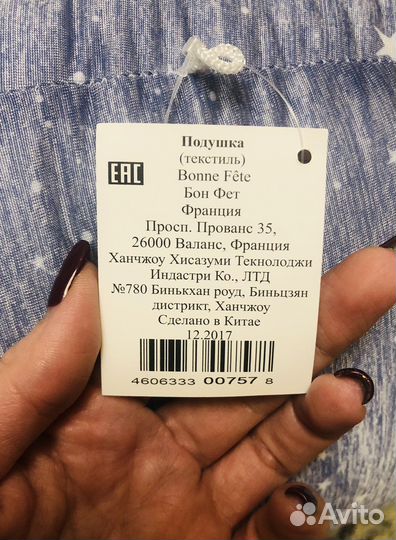 Подушка
(текстиль)
EAC
Bonne Fête
Бон Фет
Франция
Просп. Прованс 35,
26000 Валанс, Франция
Ханчжоу Хисазуми Текнолоджи
Индастри Ко., ЛТД
№780 Бинькхан роуд, Биньцзян
дистрикт, Ханчжоу
Сделано в Китае
12.2017
4606333 00757 8
Avito